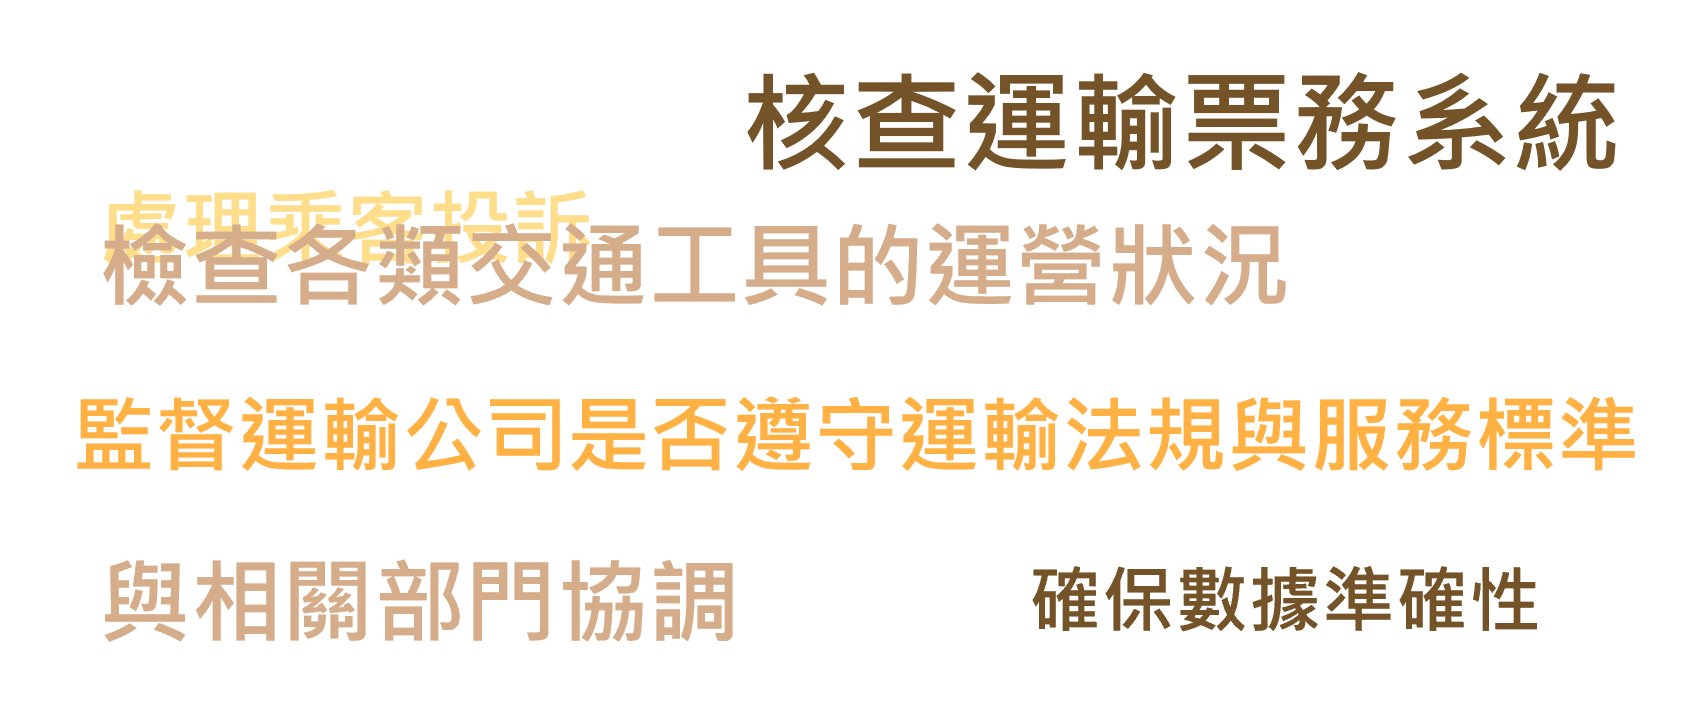 核查運輸票務系統
處理乘客投訴
檢查各類交通工具的運營狀況
監督運輸公司是否遵守運輸法規與服務標準
與相關部門協調
確保數據準確性